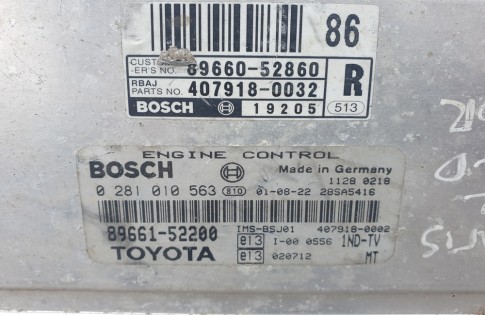 86
CUSTOM
-ER'S NO. 89660-52860
R
RBAJ
PARTS NO. 407918-0032
BOSCH 19205 513
ENGINE CONTROL
BOSCH Made in Germany
1128 0218
0 281 010 563 810 01-08-22 28SA5416
89661-52200 IMS-BSJ01 407918-0002
TOYOTA e13 I-00 0556 1ND-TV
e13 020712 MT